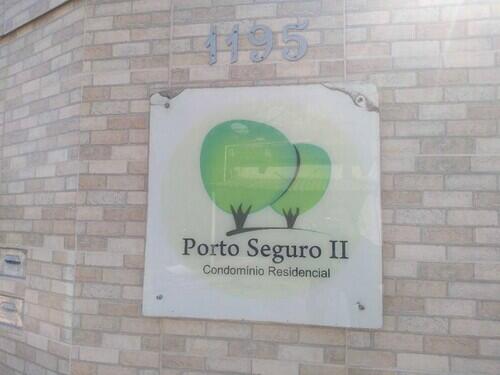 1195
Porto Seguro II
Condomínio Residencial